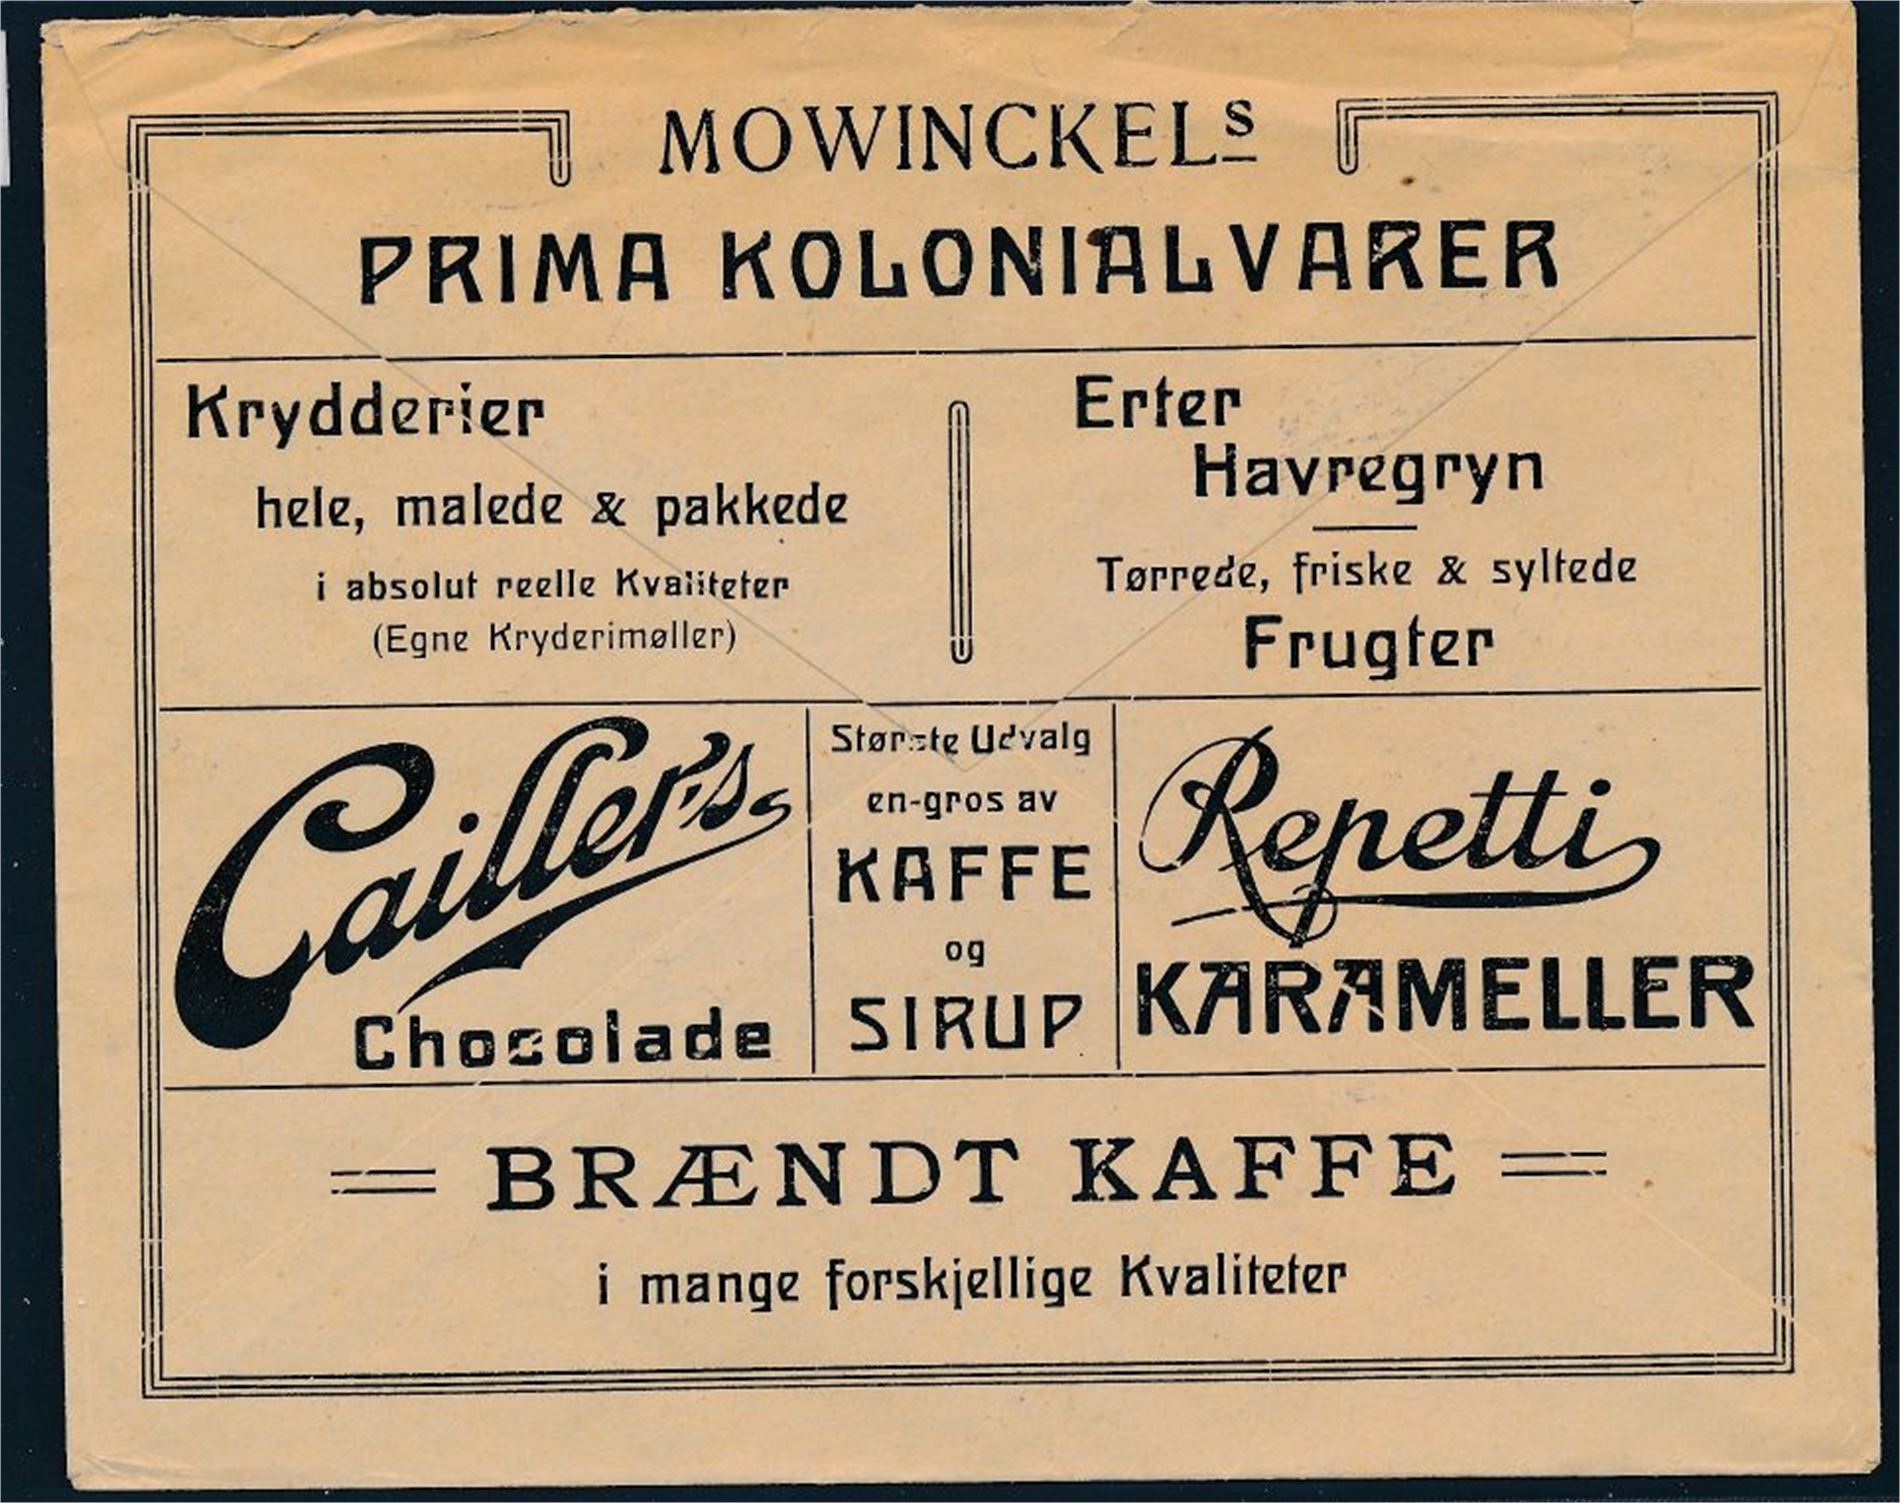 MOWINCKELs
PRIMA KOLONIALVARER
Krydderier
hele, malede & pakkede
i absolut reelle Kvaliteter
(Egne Kryderimøller)
Erter
Havregryn
Tørrede, friske & syltede
Frugter
Cailler's
Chocolade
Største Udvalg
en-gros av
KAFFE
og
SIRUP
Repetti
KARAMELLER
BRÆNDT KAFFE
i mange forskjellige Kvaliteter